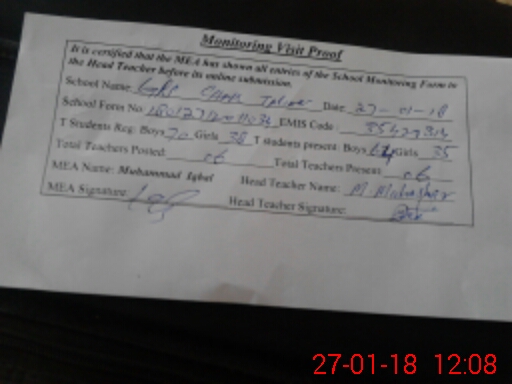 Monitoring Visit Proof
It is certified that the MEA has shown all entries of the School Monitoring Form to
the Head Teacher before its online submission.
School Name: Date: 27-01-18
School Form No: EMIS Code:
T Students Reg: Boys 70 Girls 38 T students present: Boys Girls 35
Total Teachers Posted: 06 Total Teachers Present: 06
MEA Name: Muhammad Iqbal Head Teacher Name: M
MEA Signature: Head Teacher Signature:
27-01-18 12:08